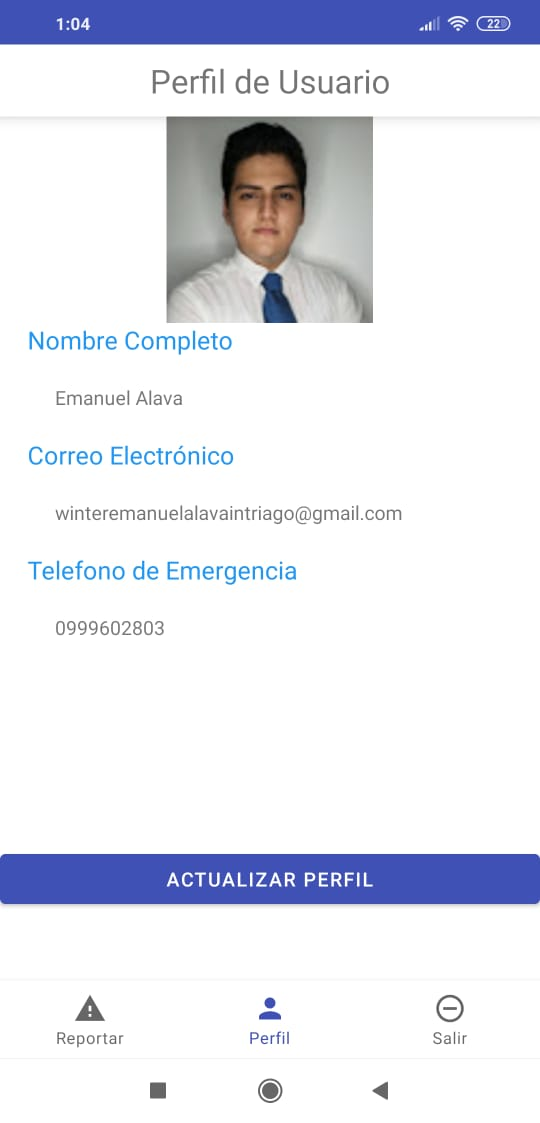 1:04
22
Perfil de Usuario
Nombre Completo
Emanuel Alava
Correo Electrónico
winteremanuelalavaintriago@gmail.com
Telefono de Emergencia
0999602803
ACTUALIZAR PERFIL
Reportar Perfil Salir